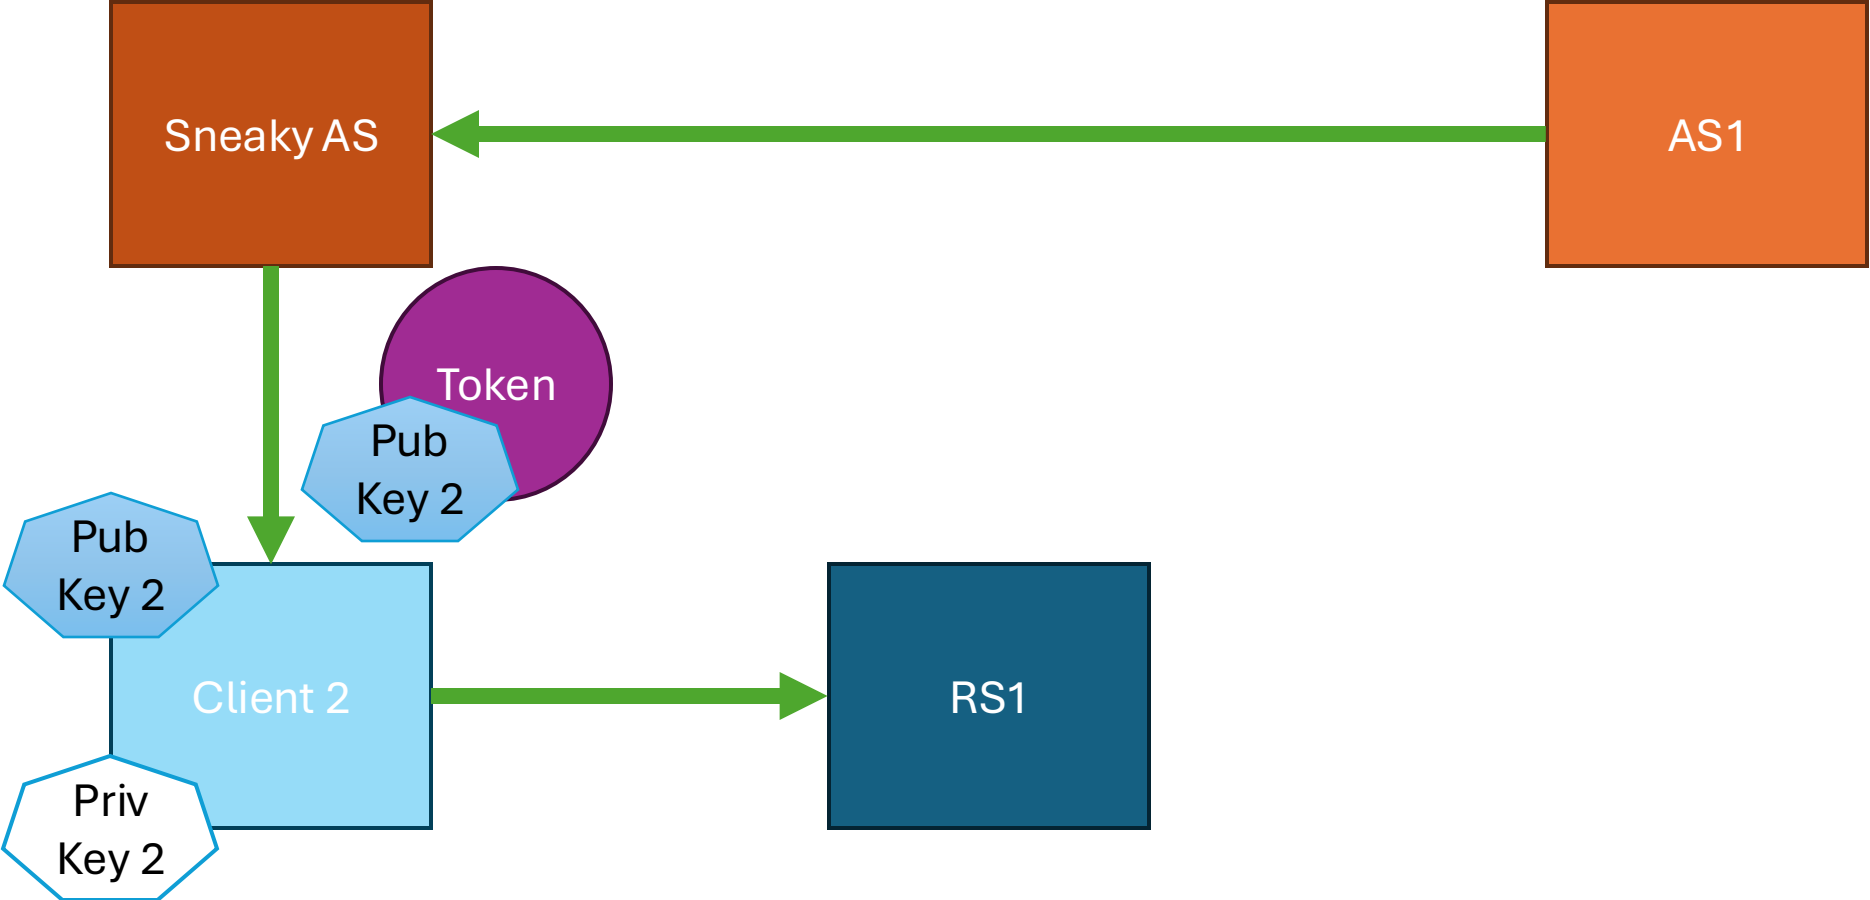 Sneaky AS
AS1
Token
Pub
Key 2
Pub
Key 2
Client 2
RS1
Priv
Key 2